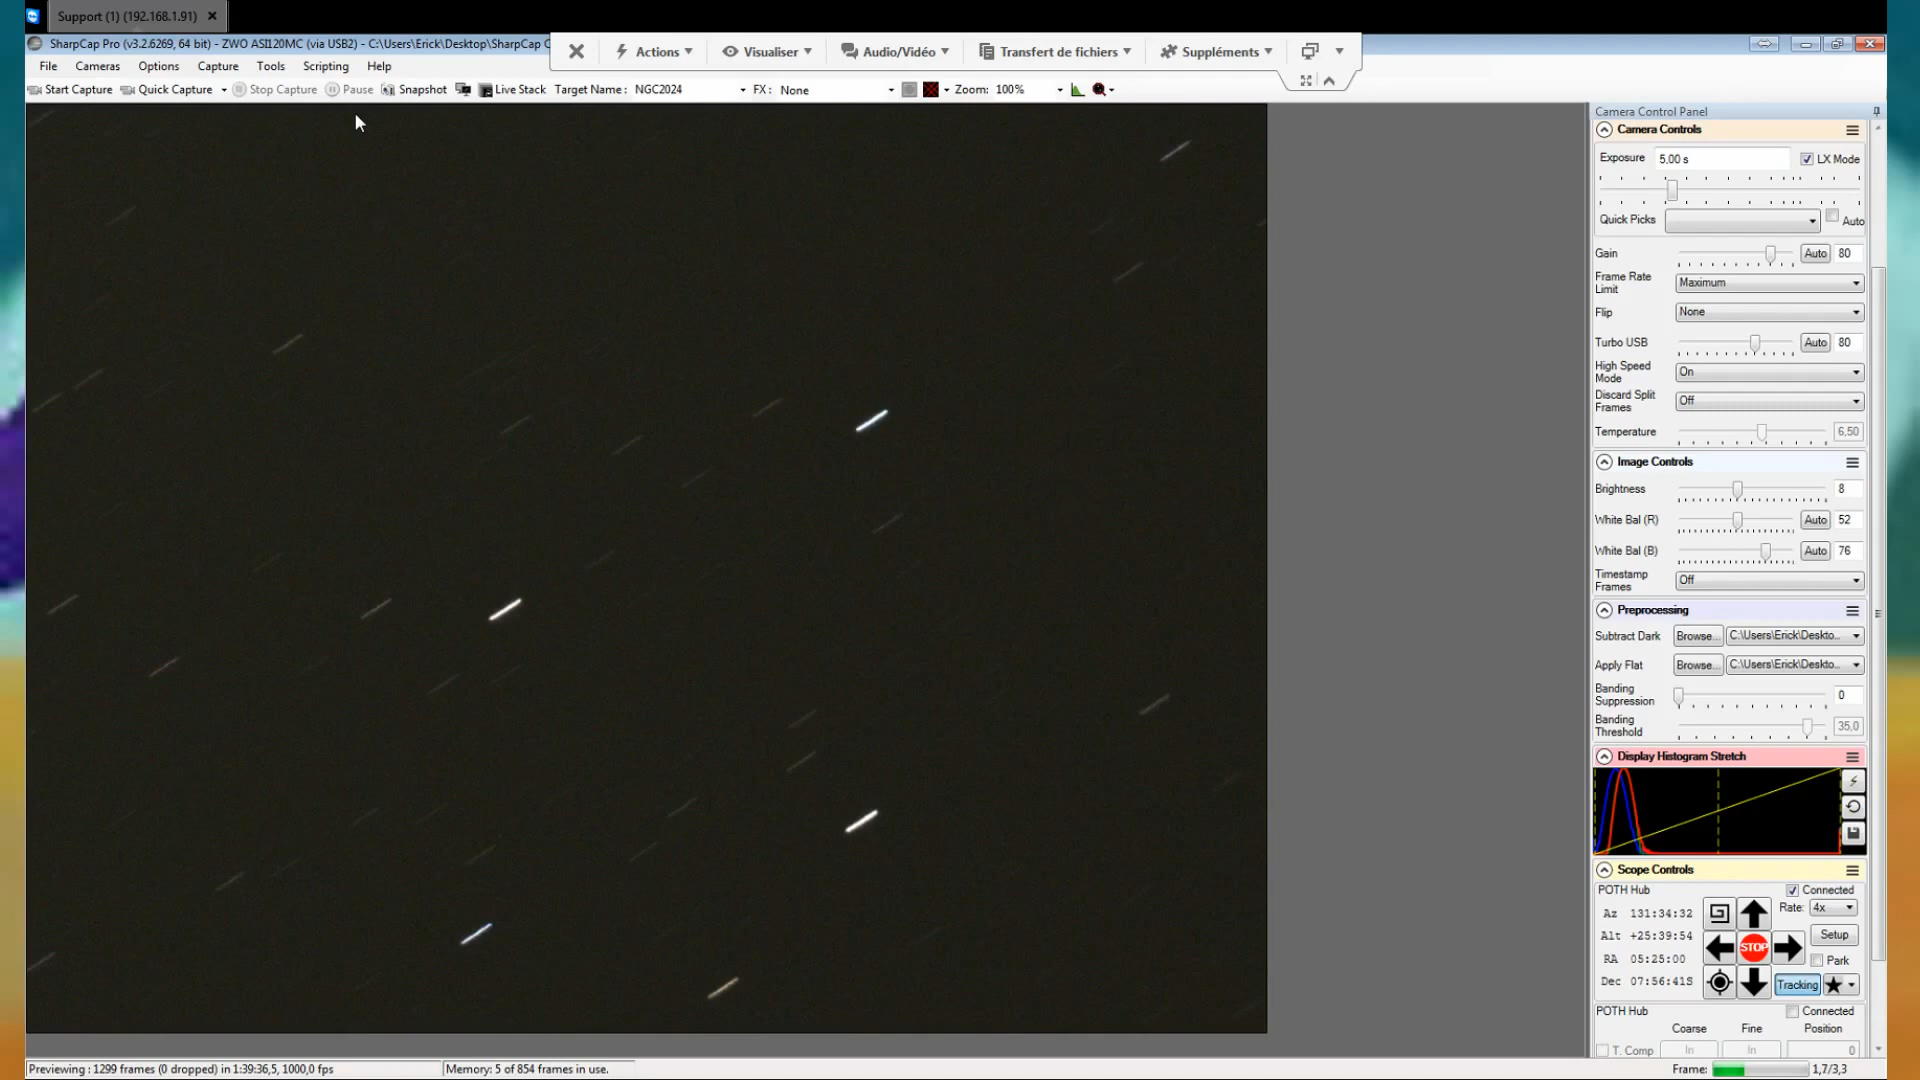 Support (1) (192.168.1.91)
SharpCap Pro (v3.2.6269, 64 bit) - ZWO ASI120MC (via USB2) - C:\Users\Erick\Desktop\SharpCap C
Actions
Visualiser
Audio/Vidéo
Transfert de fichiers
Suppléments
File Cameras Options Capture Tools Scripting Help
Start Capture Quick Capture Stop Capture Pause Snapshot Live Stack Target Name : NGC2024 FX : None Zoom: 100%
Camera Control Panel
Camera Controls
Exposure 5.00 s LX Mode
Quick Picks Auto
Gain Auto 80
Frame Rate Limit Maximum
Flip None
Turbo USB Auto 80
High Speed Mode On
Discard Split Frames Off
Temperature 6,50
Image Controls
Brightness 8
White Bal (R) Auto 52
White Bal (B) Auto 76
Timestamp Frames Off
Preprocessing
Subtract Dark Browse... C:\Users\Erick\Deskto...
Apply Flat Browse... C:\Users\Erick\Deskto...
Banding Suppression 0
Banding Threshold 35,0
Display Histogram Stretch
Scope Controls
POTH Hub Connected
Az 131:34:32 Rate: 4x
Alt +25:39:54 STOP Setup
RA 05:25:00 Park
Dec 07:56:41S Tracking
POTH Hub Connected
Coarse Fine Position
T. Comp In In 0
Previewing : 1299 frames (0 dropped) in 1:39:36,5, 1000,0 fps
Memory: 5 of 854 frames in use.
Frame: 1,7/3,3